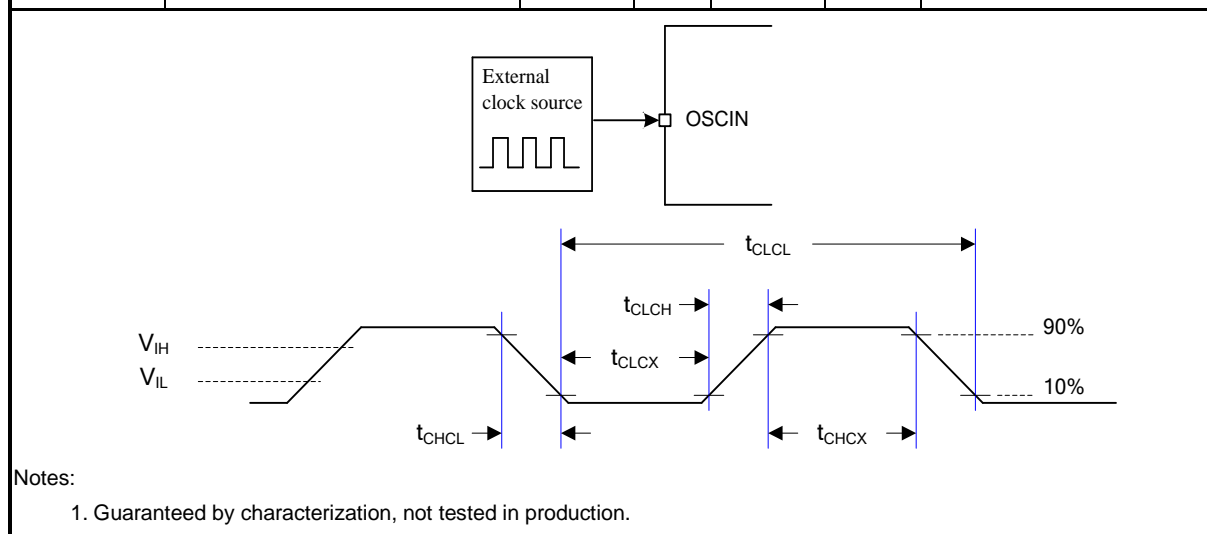 External
clock source
OSCIN
tCLCL
tCLCH
90%
VIH
tCLCX
VIL
10%
tCHCL
tCHCX
Notes:
1. Guaranteed by characterization, not tested in production.